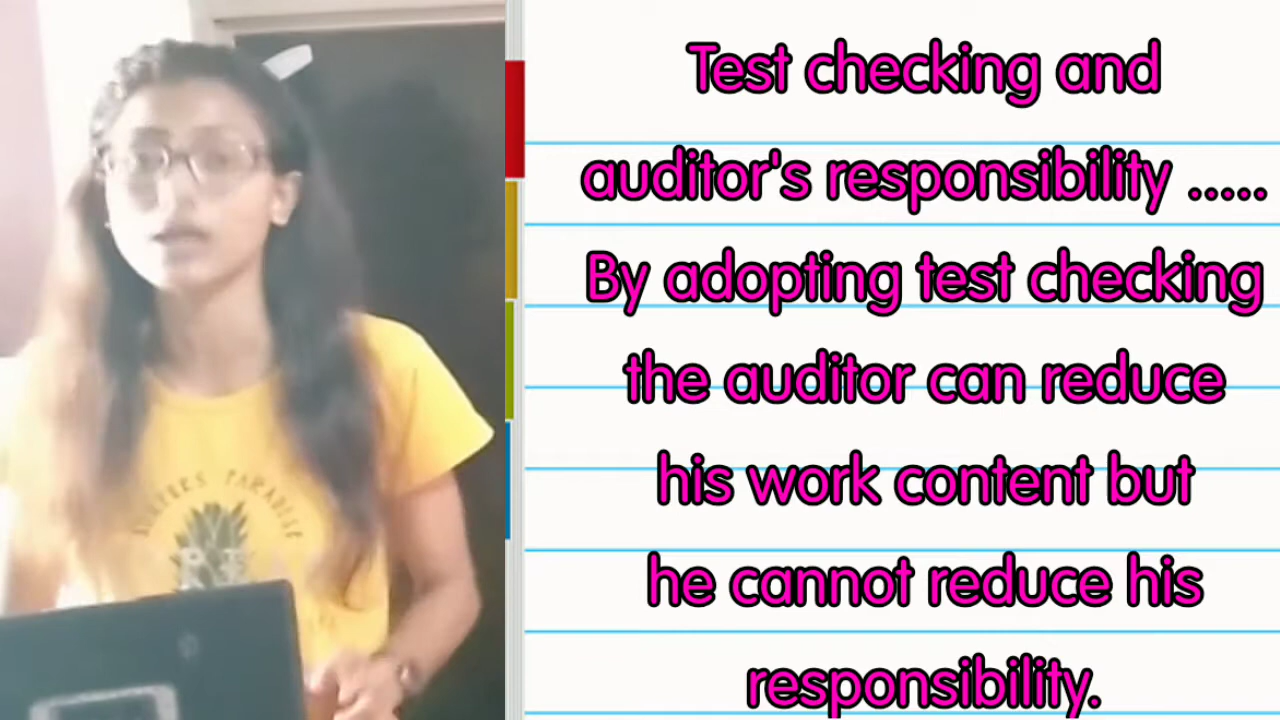 Test checking and
auditor's responsibility .....
By adopting test checking
the auditor can reduce
his work content but
he cannot reduce his
responsibility.
PARADISE